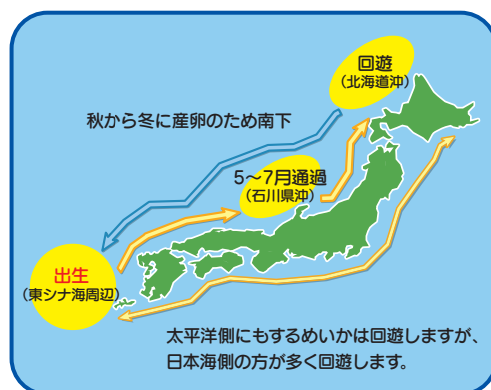 回遊
（北海道沖）
秋から冬に産卵のため南下
5〜7月通過
（石川県沖）
出生
（東シナ海周辺）
太平洋側にもするめいかは回遊しますが、
日本海側の方が多く回遊します。